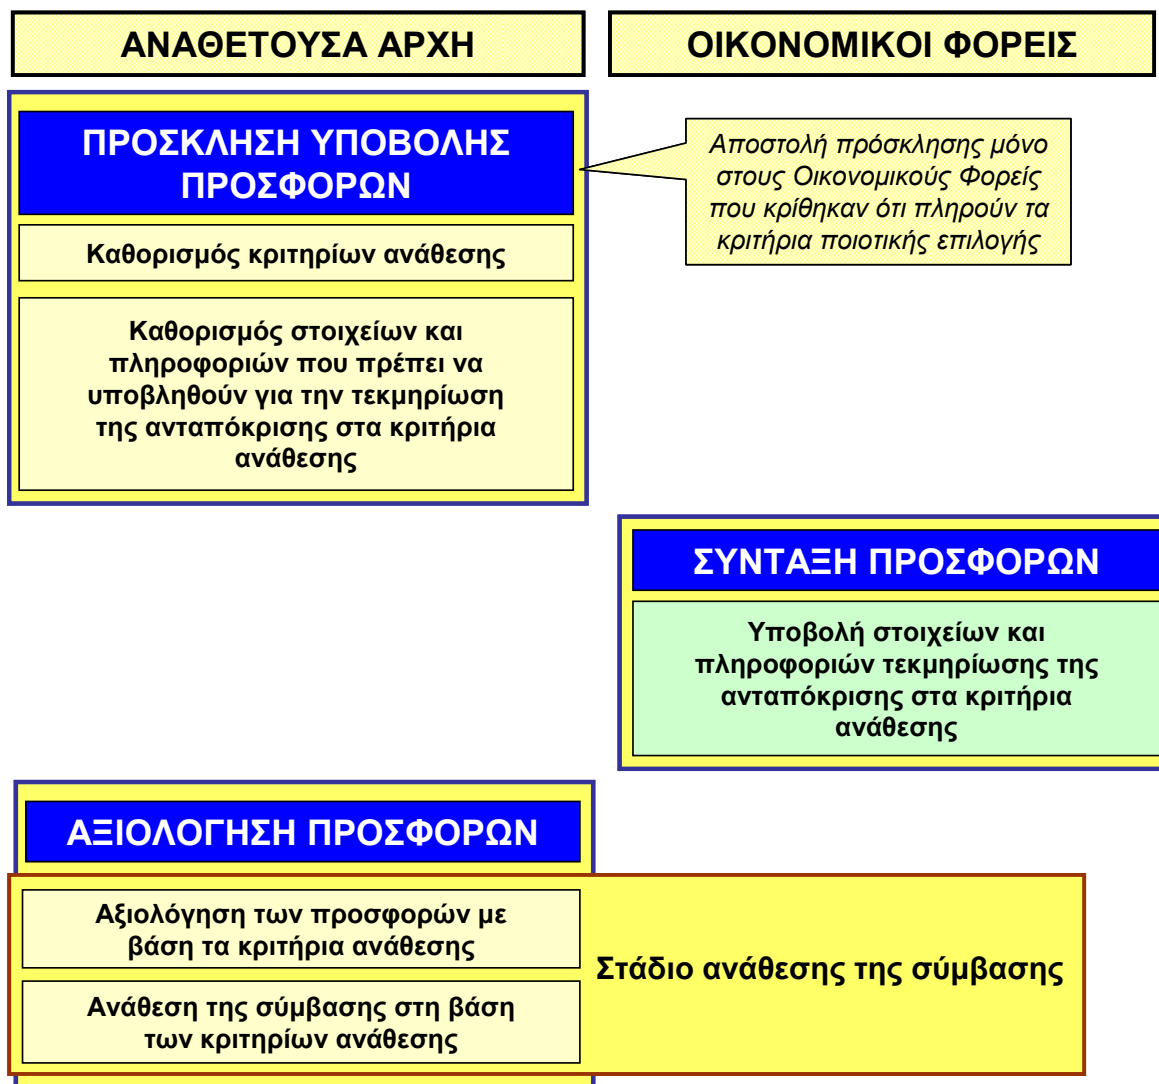 ΑΝΑΘΕΤΟΥΣΑ ΑΡΧΗ
ΟΙΚΟΝΟΜΙΚΟΙ ΦΟΡΕΙΣ
ΠΡΟΣΚΛΗΣΗ ΥΠΟΒΟΛΗΣ
ΠΡΟΣΦΟΡΩΝ
Αποστολή πρόσκλησης μόνο
στους Οικονομικούς Φορείς
που κρίθηκαν ότι πληρούν τα
κριτήρια ποιοτικής επιλογής
Καθορισμός κριτηρίων ανάθεσης
Καθορισμός στοιχείων και
πληροφοριών που πρέπει να
υποβληθούν για την τεκμηρίωση
της ανταπόκρισης στα κριτήρια
ανάθεσης
ΣΥΝΤΑΞΗ ΠΡΟΣΦΟΡΩΝ
Υποβολή στοιχείων και
πληροφοριών τεκμηρίωσης της
ανταπόκρισης στα κριτήρια
ανάθεσης
ΑΞΙΟΛΟΓΗΣΗ ΠΡΟΣΦΟΡΩΝ
Αξιολόγηση των προσφορών με
βάση τα κριτήρια ανάθεσης
Στάδιο ανάθεσης της σύμβασης
Ανάθεση της σύμβασης στη βάση
των κριτηρίων ανάθεσης